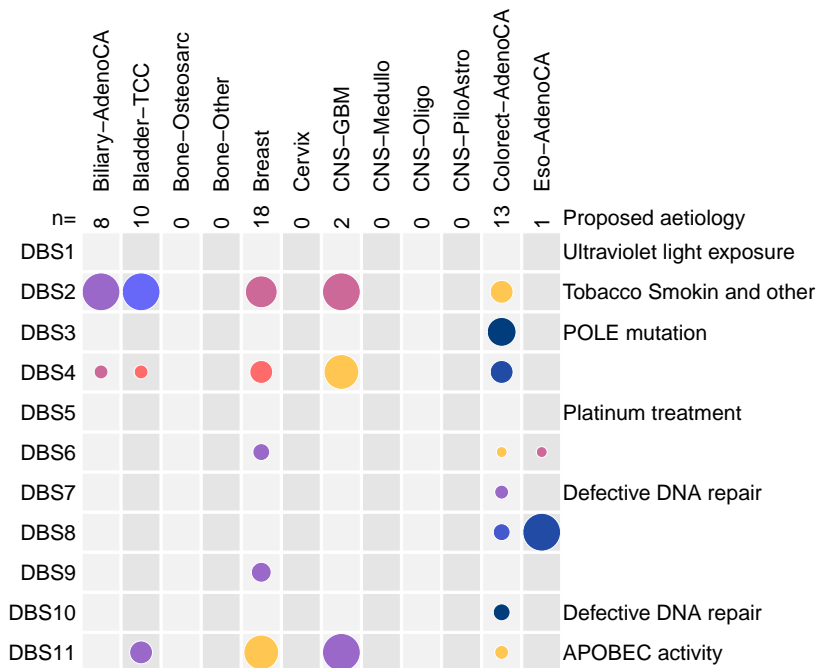 Biliary−AdenoCA
Bladder−TCC
Bone−Osteosarc
Bone−Other
Breast
Cervix
CNS−GBM
CNS−Medullo
CNS−Oligo
CNS−PiloAstro
Colorect−AdenoCA
Eso−AdenoCA
n= 8 10 0 0 18 0 2 0 0 0 13 1 Proposed aetiology
DBS1 Ultraviolet light exposure
DBS2 Tobacco Smokin and other
DBS3 POLE mutation
DBS4
DBS5 Platinum treatment
DBS6
DBS7 Defective DNA repair
DBS8
DBS9
DBS10 Defective DNA repair
DBS11 APOBEC activity